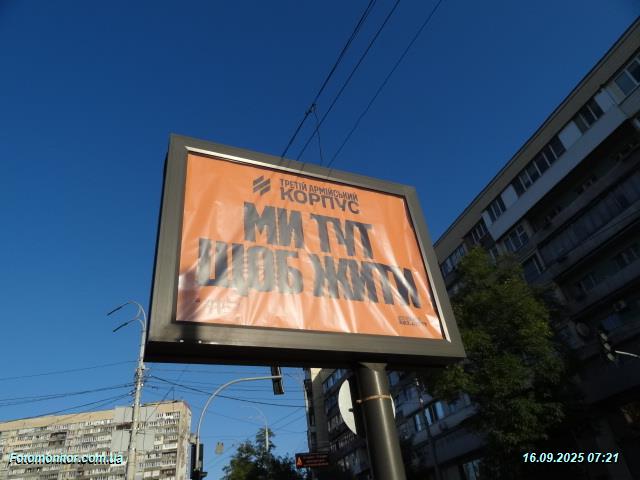 ТРЕТІЙ АРМІЙСЬКИЙ
КОРПУС
МИ ТУТ
ЩОБ ЖИТИ
Fotomonitor.com.ua
16.09.2025 07:21